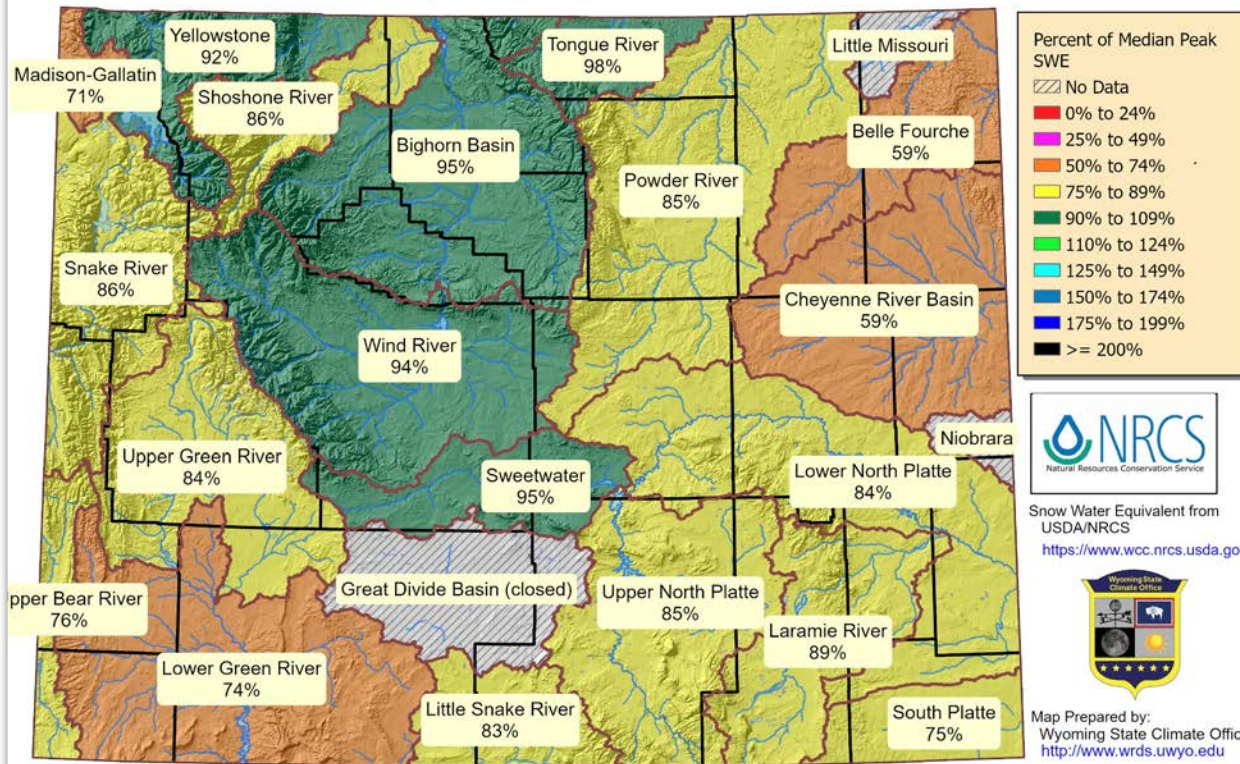 Yellowstone
92%
Madison-Gallatin
71%
Shoshone River
86%
Tongue River
98%
Little Missouri
Bighorn Basin
95%
Belle Fourche
59%
Powder River
85%
Snake River
86%
Cheyenne River Basin
59%
Wind River
94%
Upper Green River
84%
Sweetwater
95%
Niobrara
Lower North Platte
84%
Great Divide Basin (closed)
Upper North Platte
85%
pper Bear River
76%
Laramie River
89%
Lower Green River
74%
Little Snake River
83%
South Platte
75%
Percent of Median Peak
SWE
No Data
0% to 24%
25% to 49%
50% to 74%
75% to 89%
90% to 109%
110% to 124%
125% to 149%
150% to 174%
175% to 199%
>= 200%
NRCS
Natural Resources Conservation Service
Snow Water Equivalent from
USDA/NRCS
https://www.wcc.nrcs.usda.go
Wyoming State
Climate Office
Map Prepared by:
Wyoming State Climate Offic
http://www.wrds.uwyo.edu